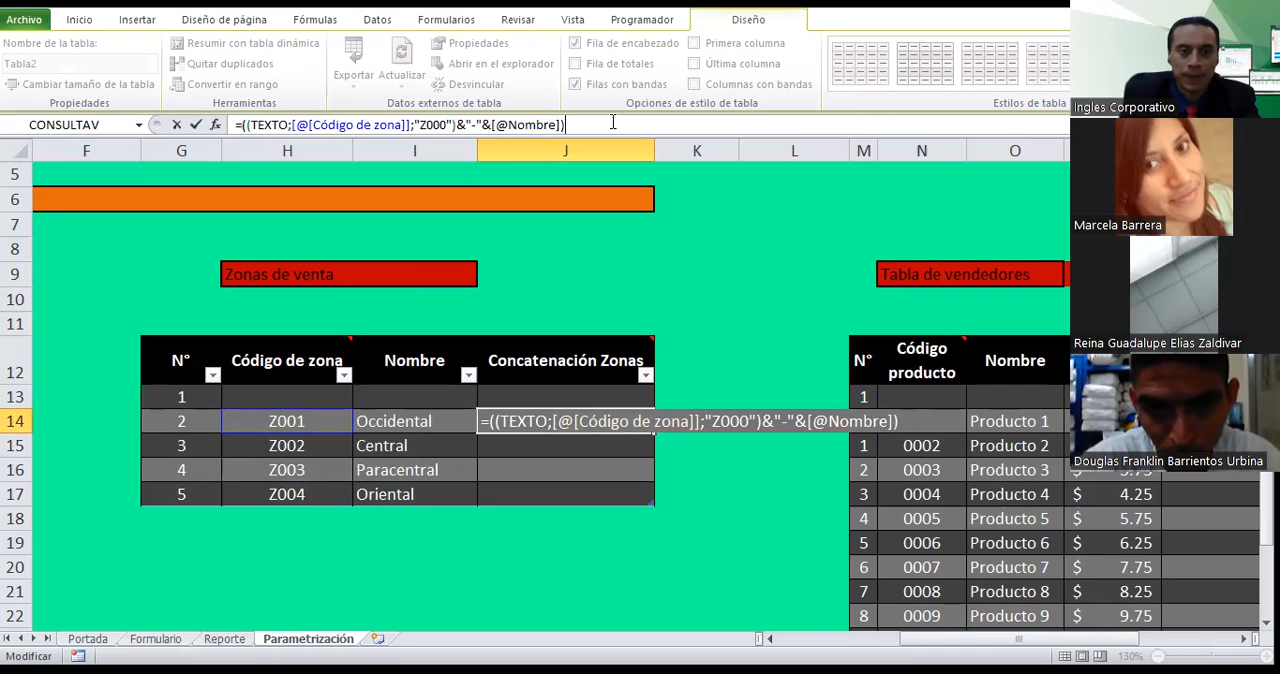 Archivo Inicio Insertar Diseño de página Fórmulas Datos Formularios Revisar Vista Programador Diseño
Nombre de la tabla:
Tabla2
Cambiar tamaño de la tabla
Propiedades
Resumir con tabla dinámica
Quitar duplicados
Convertir en rango
Herramientas
Exportar Actualizar
Propiedades
Abrir en el explorador
Desvincular
Datos externos de tabla
Fila de encabezado
Fila de totales
Filas con bandas
Primera columna
Última columna
Columnas con bandas
Opciones de estilo de tabla
Estilos de tabla
CONSULTAV
=((TEXTO;[@[Código de zona]];"Z000")&"-"&[@Nombre])
F G H I J K L M N O
5
6
7
8
9 Zonas de venta Tabla de vendedores
10
11
12 N° Código de zona Nombre Concatenación Zonas N° Código producto Nombre
13 1 1
14 2 Z001 Occidental =((TEXTO;[@[Código de zona]];"Z000")&"-"&[@Nombre]) Producto 1
15 3 Z002 Central 1 0002 Producto 2
16 4 Z003 Paracentral 2 0003 Producto 3
17 5 Z004 Oriental 3 0004 Producto 4 $ 4.25
18 4 0005 Producto 5 $ 5.75
19 5 0006 Producto 6 $ 6.25
20 6 0007 Producto 7 $ 7.75
21 7 0008 Producto 8 $ 8.25
22 8 0009 Producto 9 $ 9.75
Portada Formulario Reporte Parametrización
Modificar
130%
Ingles Corporativo
Marcela Barrera
Reina Guadalupe Elias Zaldivar
Douglas Franklin Barrientos Urbina